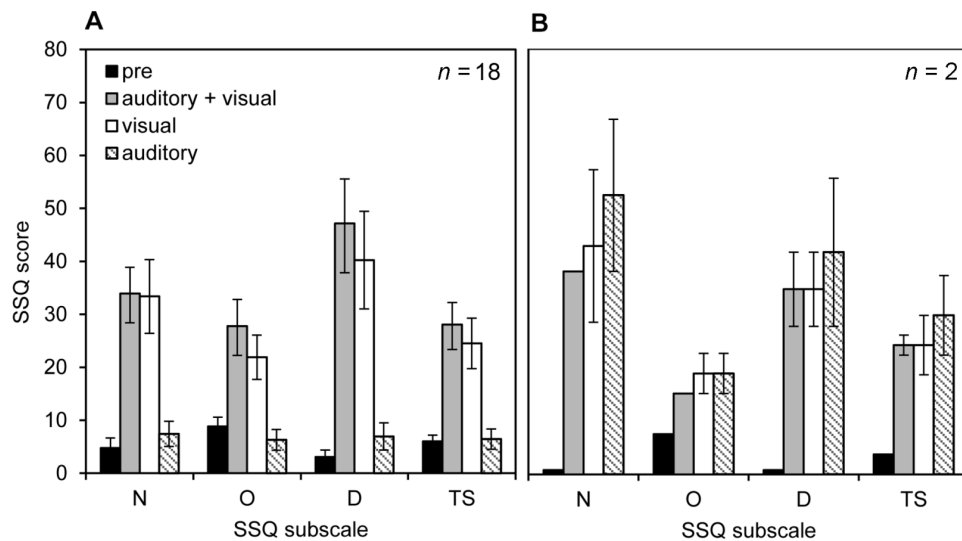 A
B
80
70
60
50
40
30
20
10
0
SSQ score
pre
auditory + visual
visual
auditory
n = 18
n = 2
N O D TS
N O D TS
SSQ subscale
SSQ subscale